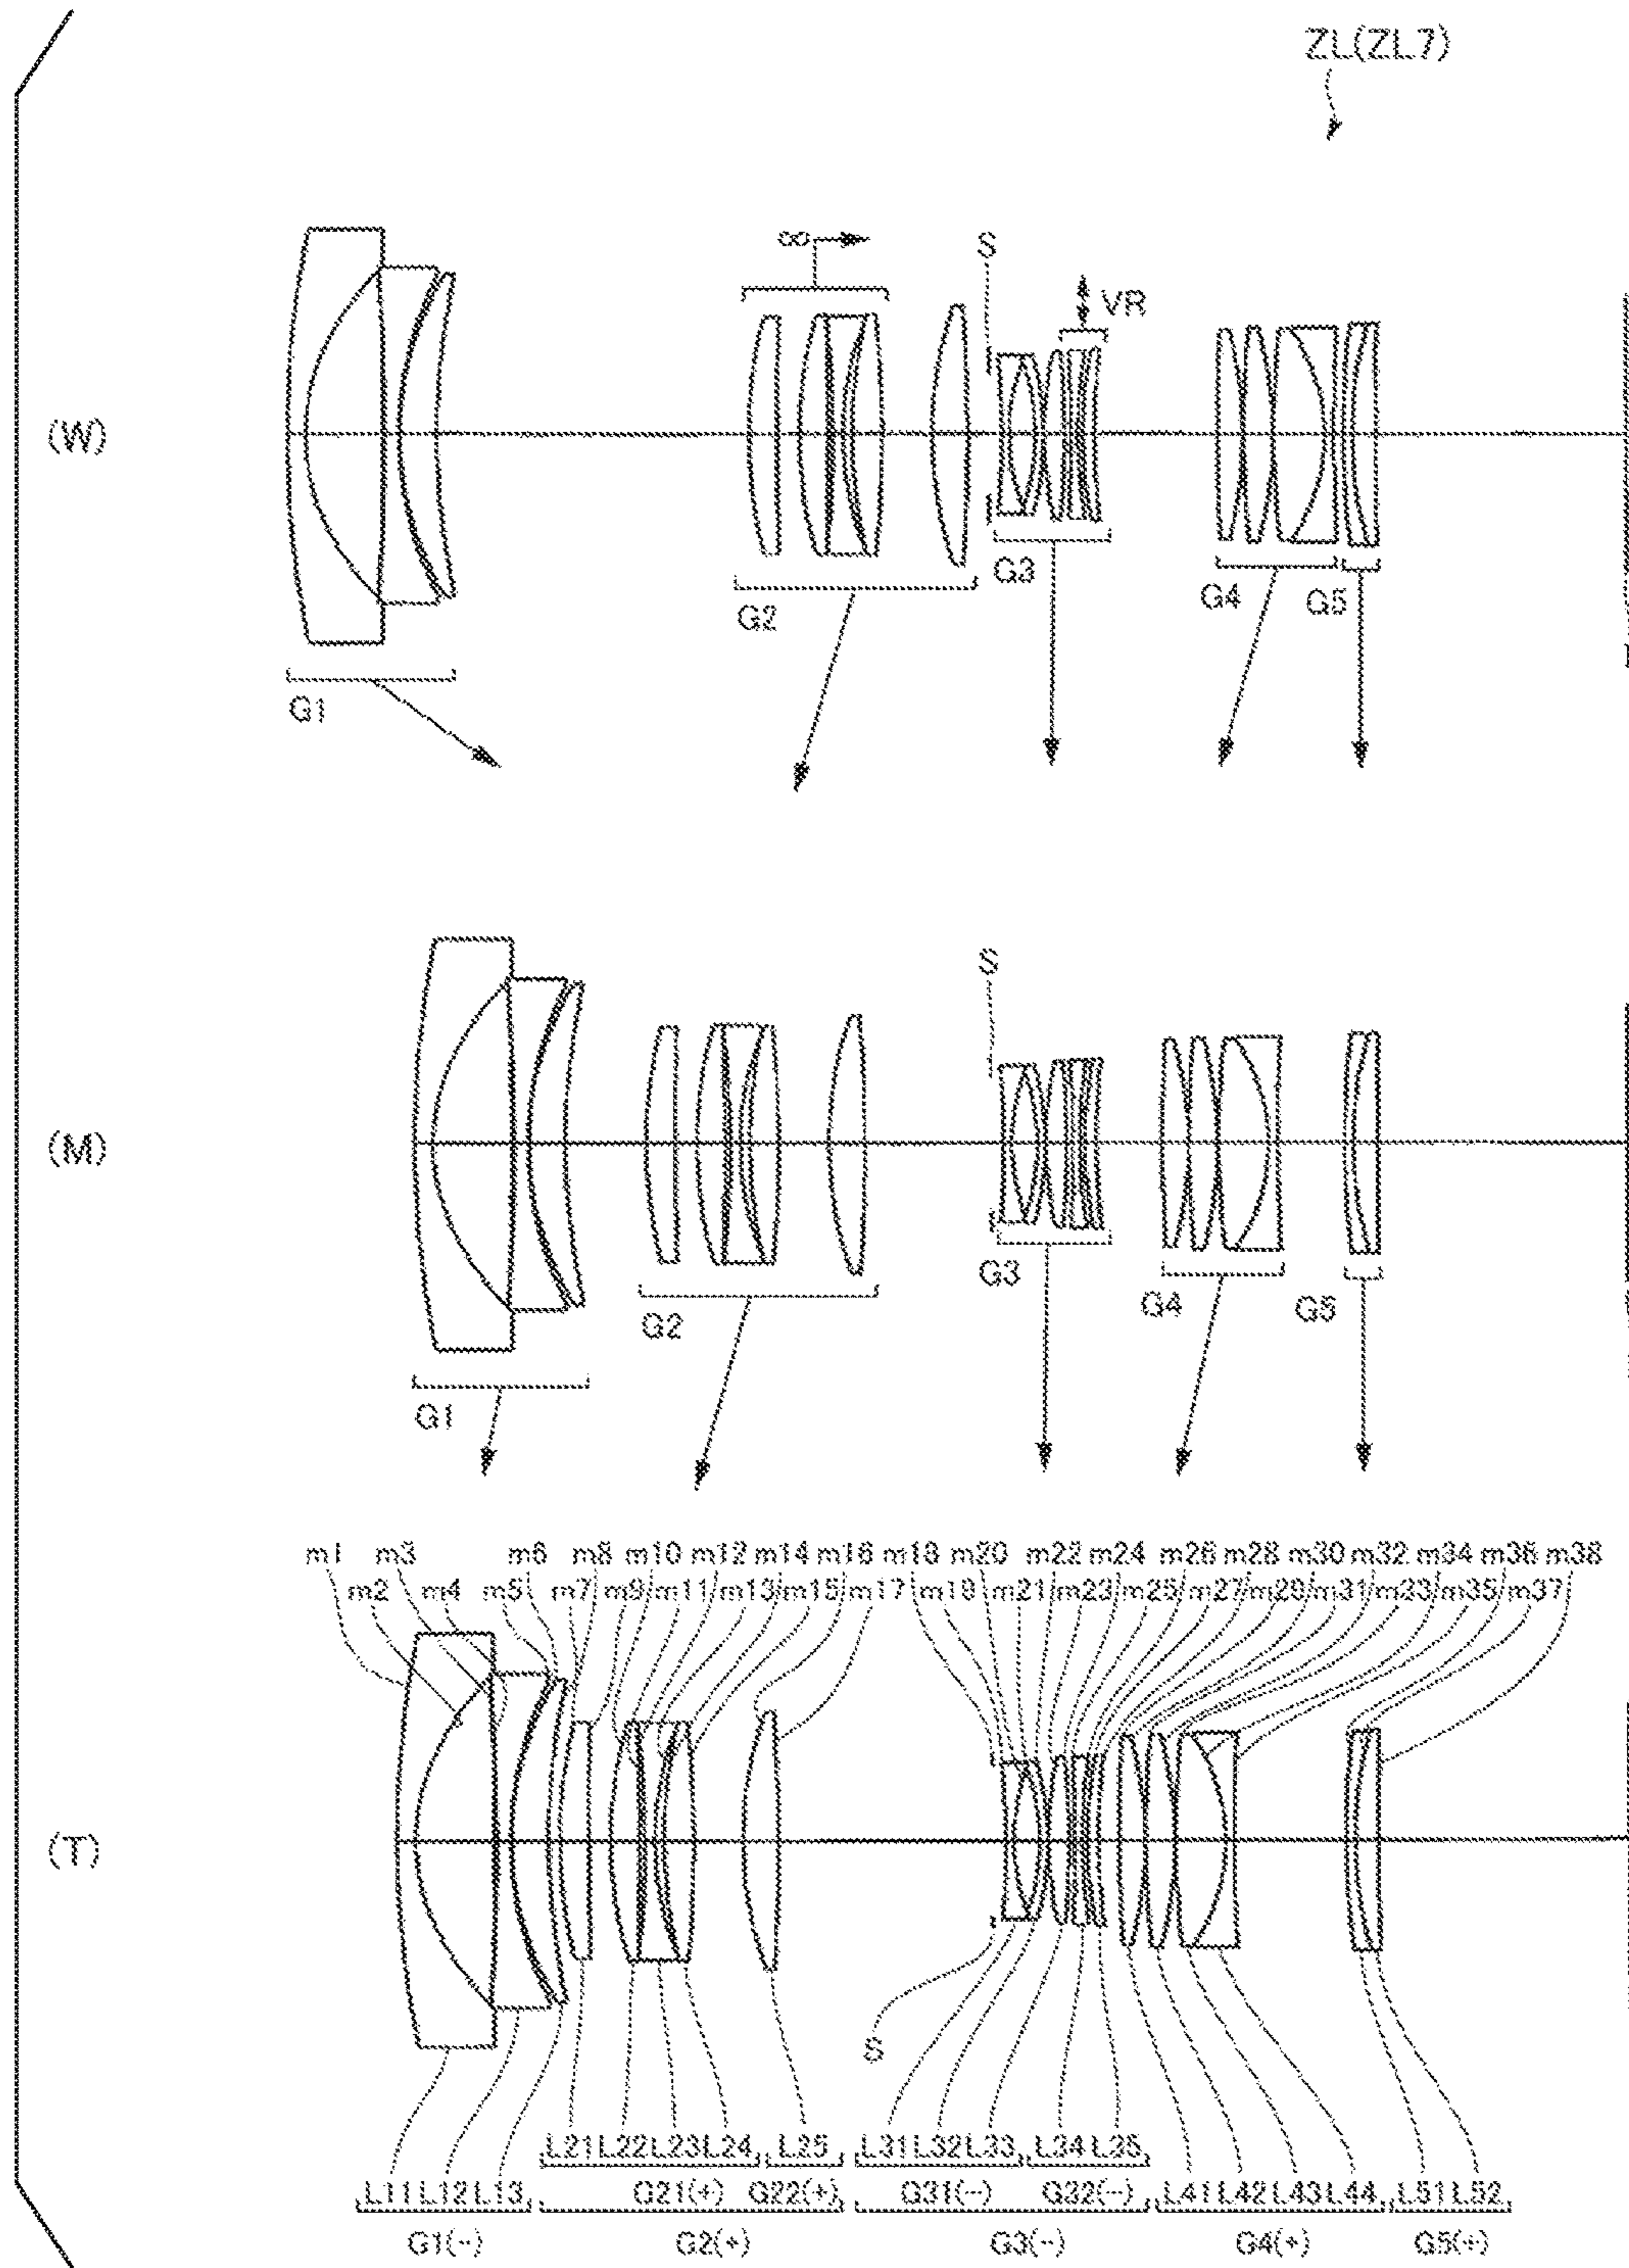 ZL(ZL7)
∞
S
VR
(W)
G3
G4
G5
G2
G1
S
(M)
G3
G4
G5
G2
G1
m1 m3 m6 m8 m10 m12 m14 m16 m18 m20 m22 m24 m26 m28 m30 m32 m34 m36 m38
m2 m4 m5 m7 m9 m11 m13 m15 m17 m19 m21 m23 m25 m27 m29 m31 m33 m35 m37
(T)
S
L21 L22 L23 L24 L25 L31 L32 L33 L34 L35
L11 L12 L13 G21(+) G22(+) G31(-) G32(-) L41 L42 L43 L44 L51 L52
G1(-) G2(+) G3(-) G4(+) G5(+)